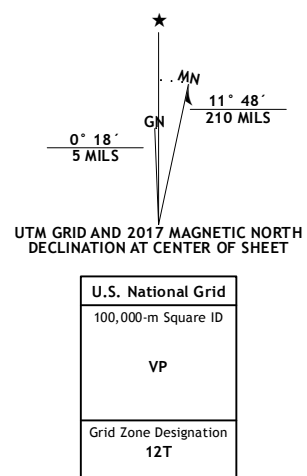 ★
MN
GN
11° 48´
210 MILS
0° 18´
5 MILS
UTM GRID AND 2017 MAGNETIC NORTH
DECLINATION AT CENTER OF SHEET
U.S. National Grid
100,000-m Square ID
VP
Grid Zone Designation
12T